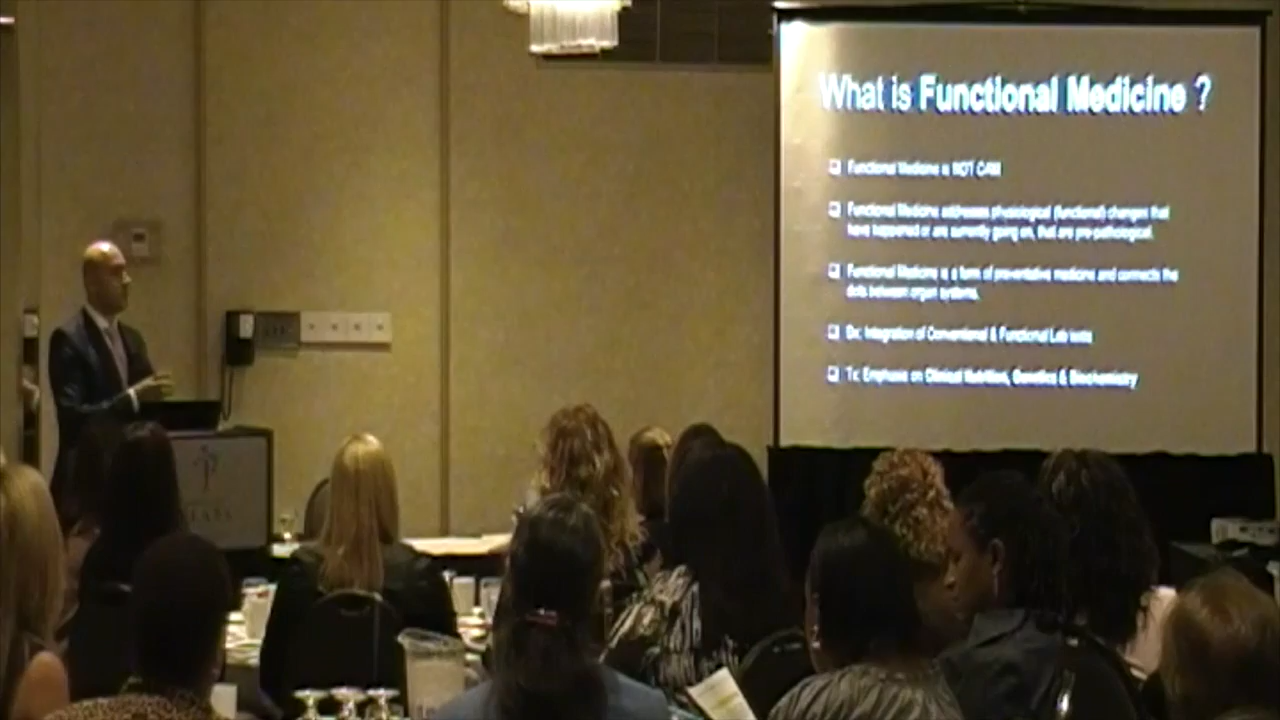 What is Functional Medicine ?
Functional Medicine is NOT CAM
Functional Medicine addresses physiological (functional) changes that
have happened or are currently going on, that are pre-pathological.
Functional Medicine is a form of preventative medicine and connects the
dots between organ systems.
Dx: Integration of Conventional & Functional Lab tests
Tx: Emphasis on Clinical Nutrition, Genetics & Biochemistry